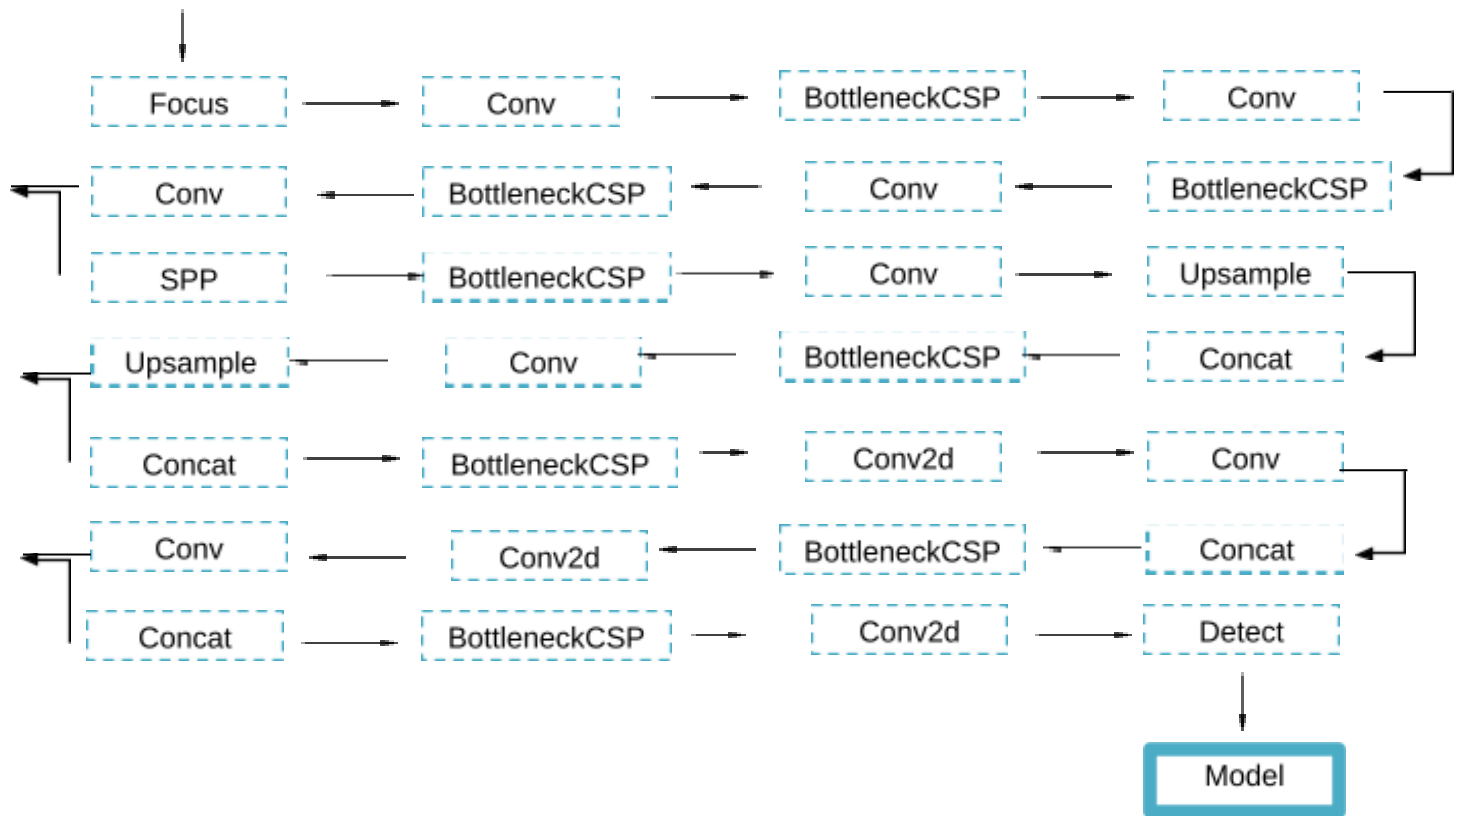 Focus Conv BottleneckCSP Conv
Conv BottleneckCSP Conv BottleneckCSP
SPP BottleneckCSP Conv Upsample
Upsample Conv BottleneckCSP Concat
Concat BottleneckCSP Conv2d Conv
Conv Conv2d BottleneckCSP Concat
Concat BottleneckCSP Conv2d Detect
Model